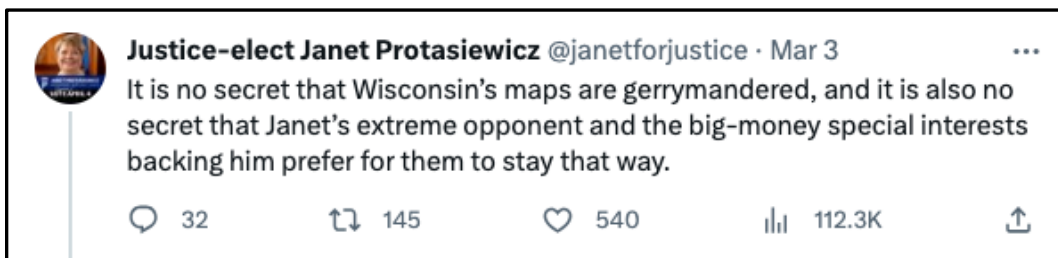 Justice-elect Janet Protasiewicz @janetforjustice · Mar 3
It is no secret that Wisconsin's maps are gerrymandered, and it is also no
secret that Janet's extreme opponent and the big-money special interests
backing him prefer for them to stay that way.
32 145 540 112.3K